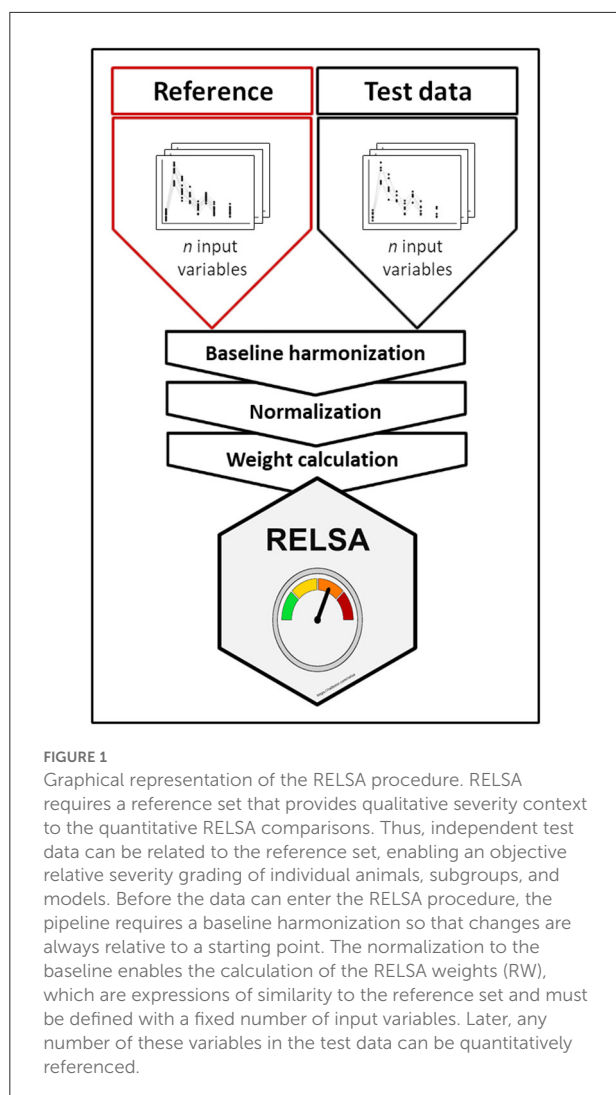 Reference
Test data
n input
variables
n input
variables
Baseline harmonization
Normalization
Weight calculation
RELSA
FIGURE 1
Graphical representation of the RELSA procedure. RELSA
requires a reference set that provides qualitative severity context
to the quantitative RELSA comparisons. Thus, independent test
data can be related to the reference set, enabling an objective
relative severity grading of individual animals, subgroups, and
models. Before the data can enter the RELSA procedure, the
pipeline requires a baseline harmonization so that changes are
always relative to a starting point. The normalization to the
baseline enables the calculation of the RELSA weights (RW),
which are expressions of similarity to the reference set and must
be defined with a fixed number of input variables. Later, any
number of these variables in the test data can be quantitatively
referenced.